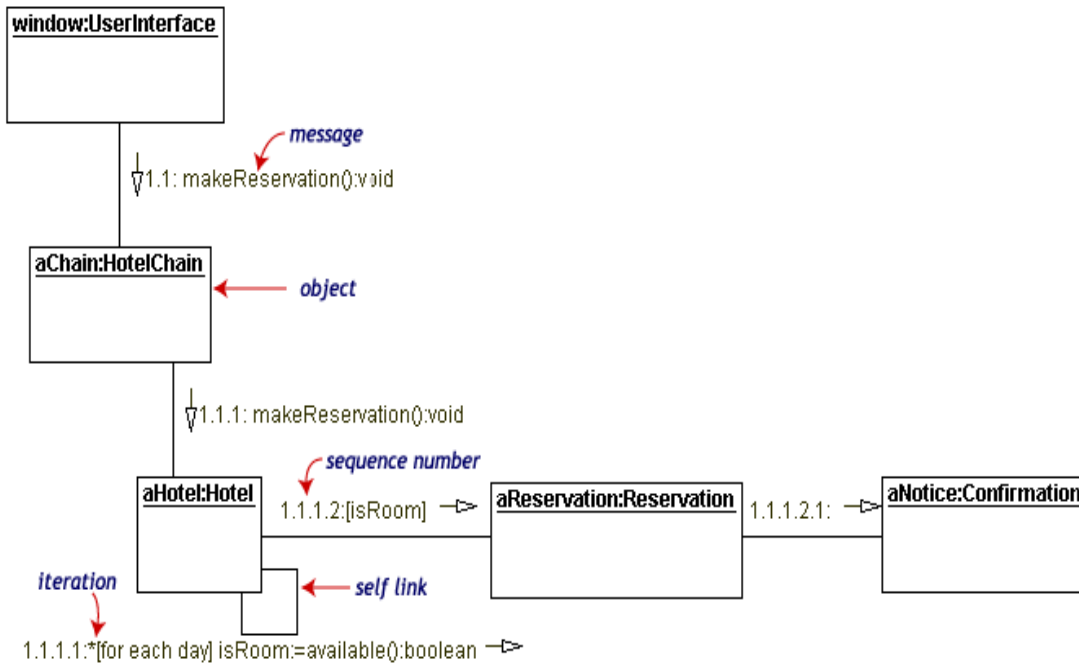 window:UserInterface
message
1.1: makeReservation():void
aChain:HotelChain
object
1.1.1: makeReservation():void
sequence number
aHotel:Hotel
1.1.1.2:[isRoom]
aReservation:Reservation
1.1.1.2.1:
aNotice:Confirmation
iteration
self link
1.1.1.1:*[for each day] isRoom:=available():boolean